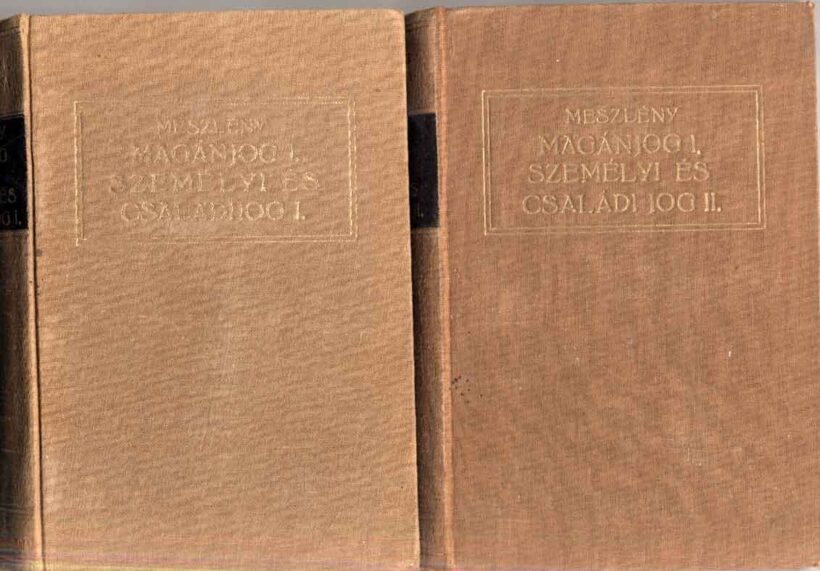 MESZLÉNY
MAGÁNJOG I.
SZEMÉLYI ÉS
CSALÁDI JOG I.
MESZLÉNY
MAGÁNJOG I.
SZEMÉLYI ÉS
CSALÁDI JOG II.